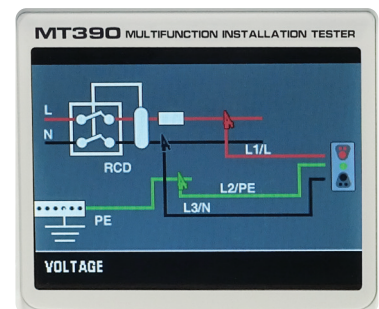 MT390 MULTIFUNCTION INSTALLATION TESTER
L
N
RCD
L1/L
L2/PE
L3/N
PE
VOLTAGE